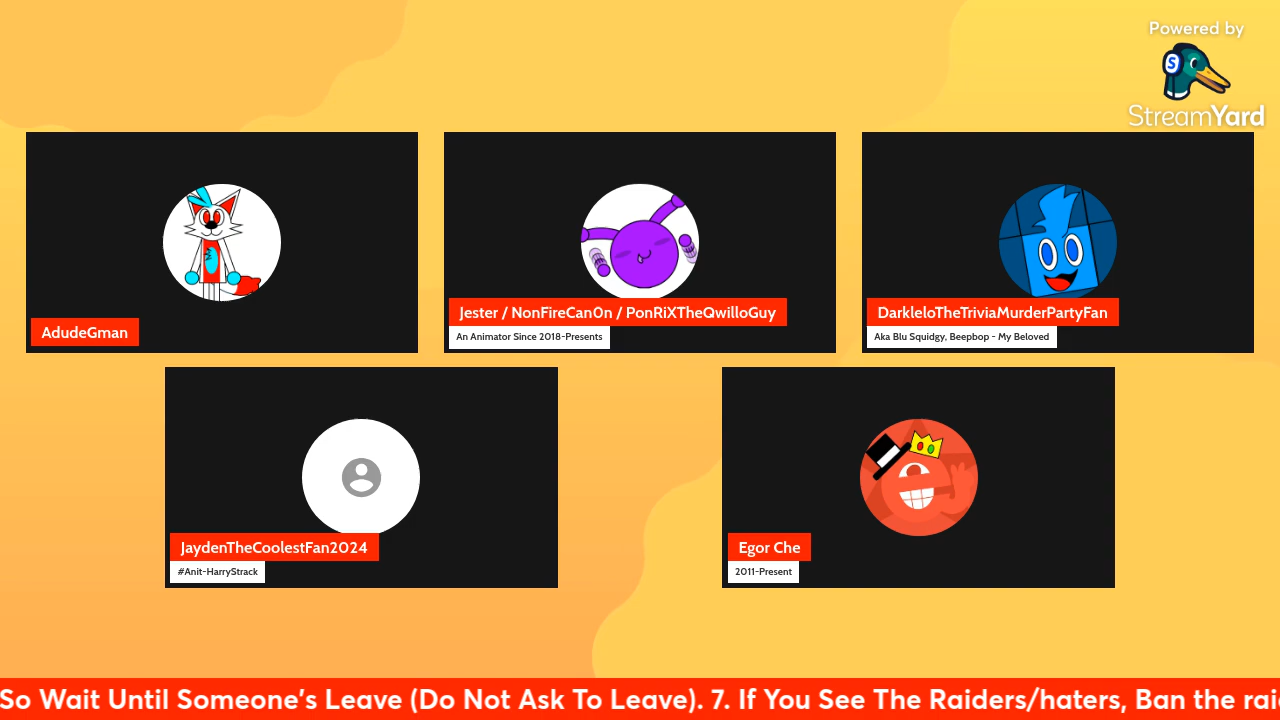 Powered by
S
StreamYard
AdudeGman
Jester / NonFireCan0n / PonRiXTheQwilloGuy
An Animator Since 2018-Presents
DarkleloTheTriviaMurderPartyFan
Aka Blu Squidgy, Beepbop - My Beloved
JaydenTheCoolestFan2024
#Anit-HarryStrack
Egor Che
2011-Present
So Wait Until Someone's Leave (Do Not Ask To Leave). 7. If You See The Raiders/haters, Ban the